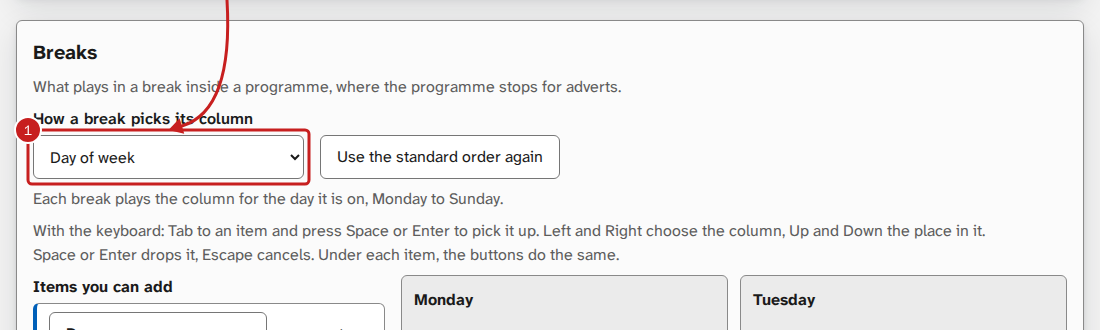 Breaks
What plays in a break inside a programme, where the programme stops for adverts.
How a break picks its column
1
Day of week
Use the standard order again
Each break plays the column for the day it is on, Monday to Sunday.
With the keyboard: Tab to an item and press Space or Enter to pick it up. Left and Right choose the column, Up and Down the place in it.
Space or Enter drops it, Escape cancels. Under each item, the buttons do the same.
Items you can add
Monday
Tuesday